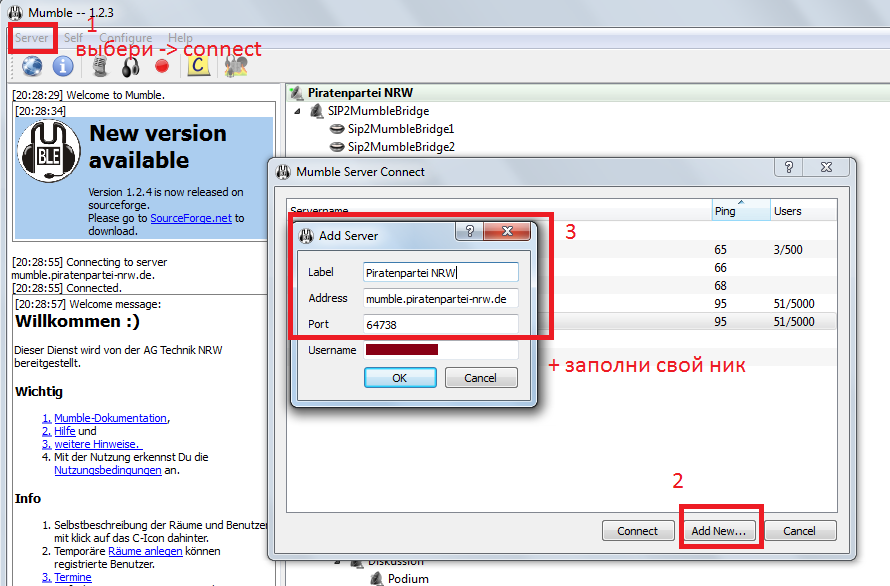 Mumble -- 1.2.3
1
Server Self Configure Help
выбери -> connect
[20:28:29] Welcome to Mumble.
[20:28:34]
BLE
New version
available
Version 1.2.4 is now released on
sourceforge.
Please go to SourceForge.net to
download.
[20:28:55] Connecting to server
mumble.piratenpartei-nrw.de.
[20:28:55] Connected.
[20:28:57] Welcome message:
Willkommen :)
Dieser Dienst wird von der AG Technik NRW
bereitgestellt.
Wichtig
1. Mumble-Dokumentation,
2. Hilfe und
3. weitere Hinweise.
4. Mit der Nutzung erkennst Du die
Nutzungsbedingungen an.
Info
1. Selbstbeschreibung der Räume und Benutzer
mit klick auf das C-Icon dahinter.
2. Temporäre Räume anlegen können
registrierte Benutzer.
3. Termine
Piratenpartei NRW
SIP2MumbleBridge
Sip2MumbleBridge1
Sip2MumbleBridge2
Mumble Server Connect
Servername Ping Users
65 3/500
66
68
95 51/5000
95 51/5000
3
Add Server
Label Piratenpartei NRW
Address mumble.piratenpartei-nrw.de
Port 64738
Username
OK Cancel
+ заполни свой ник
2
Connect Add New... Cancel
Diskussion
Podium